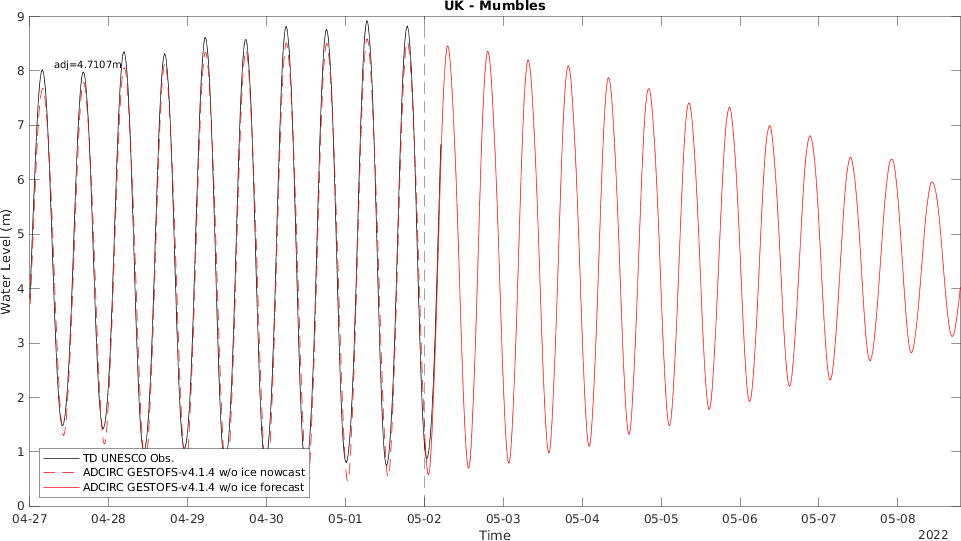 UK - Mumbles
9
8
7
6
5
4
3
2
1
0
Water Level (m)
adj=4.7107m
TD UNESCO Obs.
ADCIRC GESTOFS-v4.1.4 w/o ice nowcast
ADCIRC GESTOFS-v4.1.4 w/o ice forecast
04-27 04-28 04-29 04-30 05-01 05-02 05-03 05-04 05-05 05-06 05-07 05-08
Time
2022